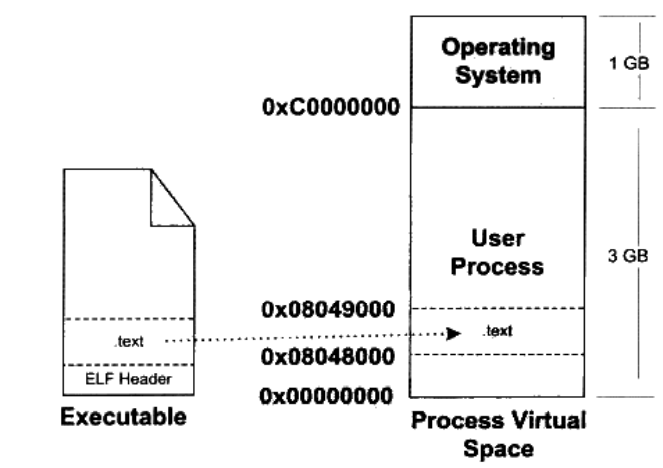 Operating
System
1 GB
0xC0000000
User
Process
3 GB
0x08049000
.text
.text
0x08048000
ELF Header
0x00000000
Executable
Process Virtual
Space